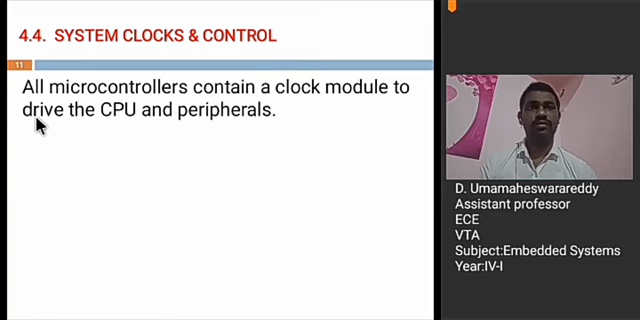 4.4. SYSTEM CLOCKS & CONTROL
11
All microcontrollers contain a clock module to
drive the CPU and peripherals.
D. Umamaheswarareddy
Assistant professor
ECE
VTA
Subject:Embedded Systems
Year:IV-I